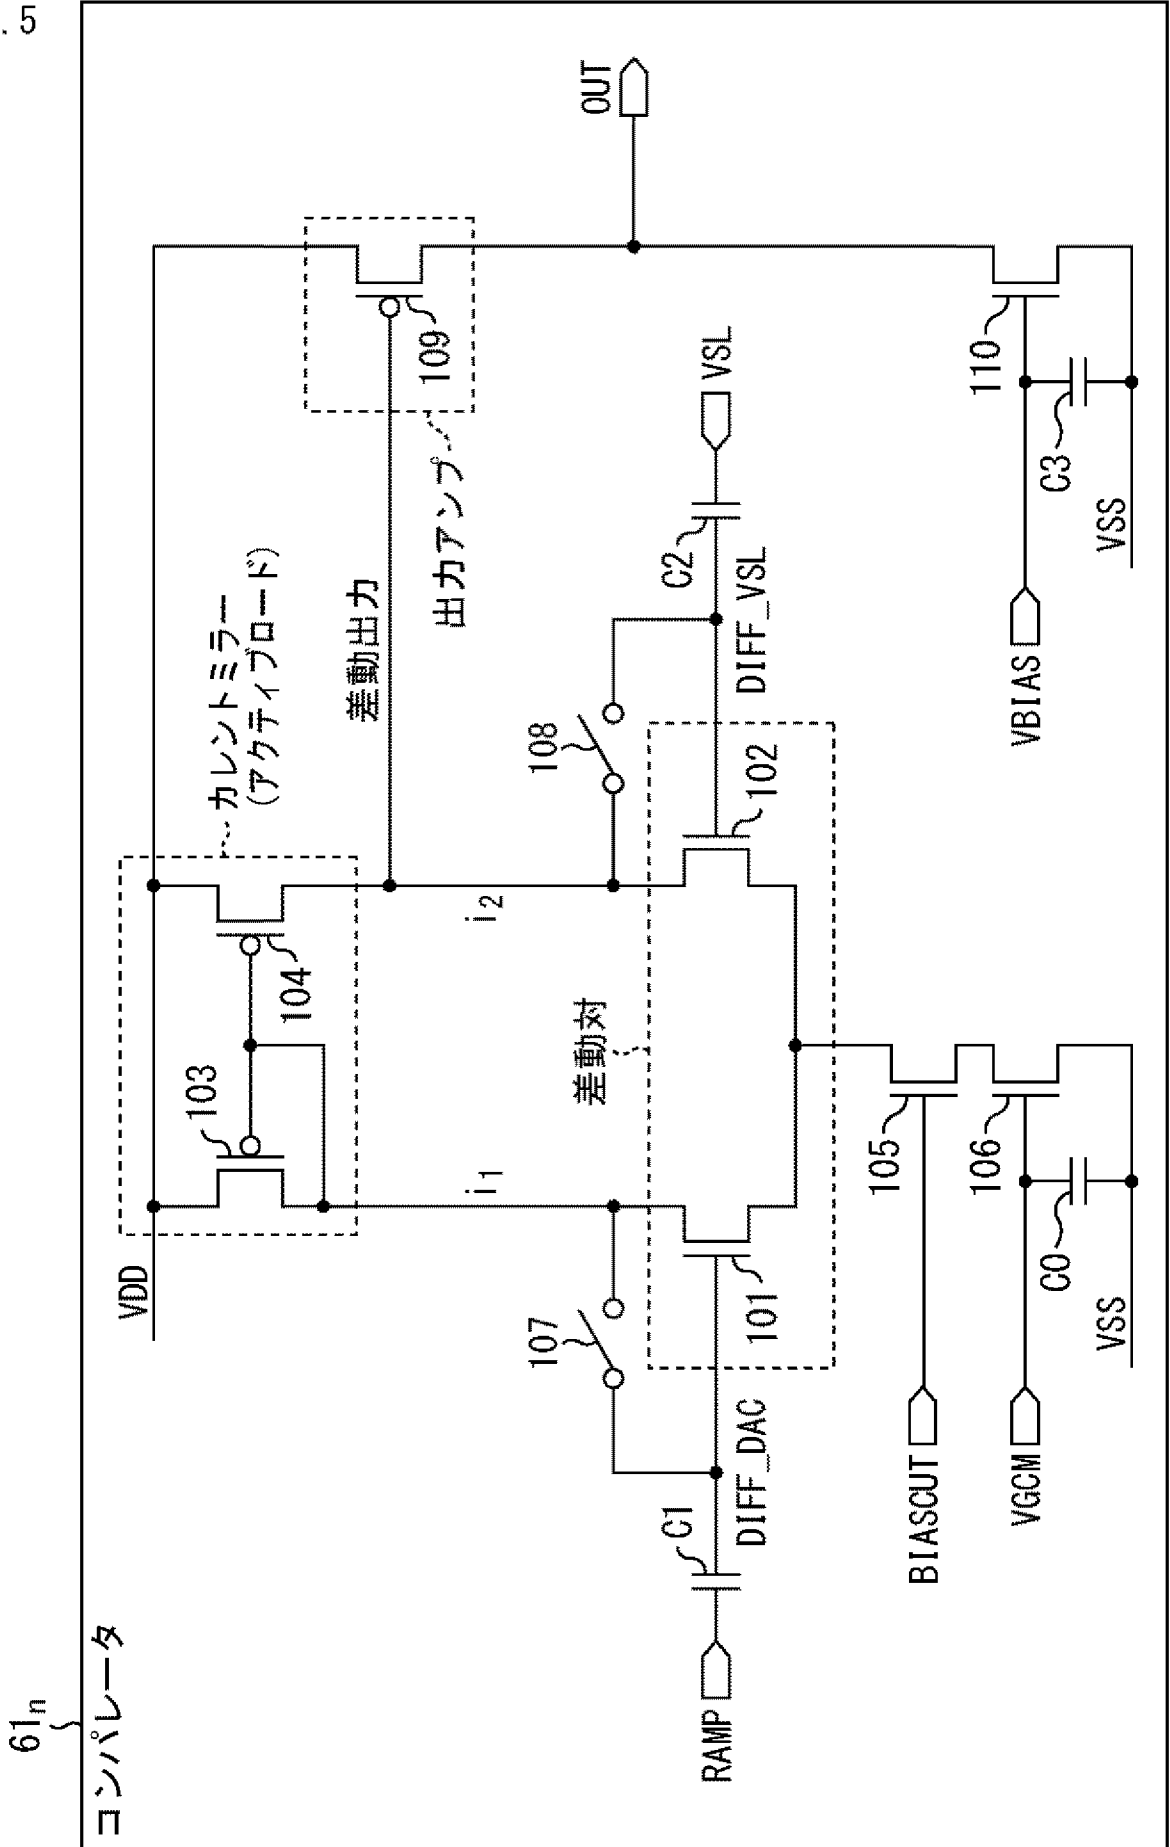 .5
61n
コンパレータ
VDD
103
104
カレントミラー
(アクティブロード)
i1
i2
差動出力
109
出力アンプ
OUT
107
108
差動対
RAMP
C1
DIFF_DAC
101
102
DIFF_VSL
C2
VSL
BIASCUT
105
VGCM
106
C0
VSS
VBIAS
110
C3
VSS